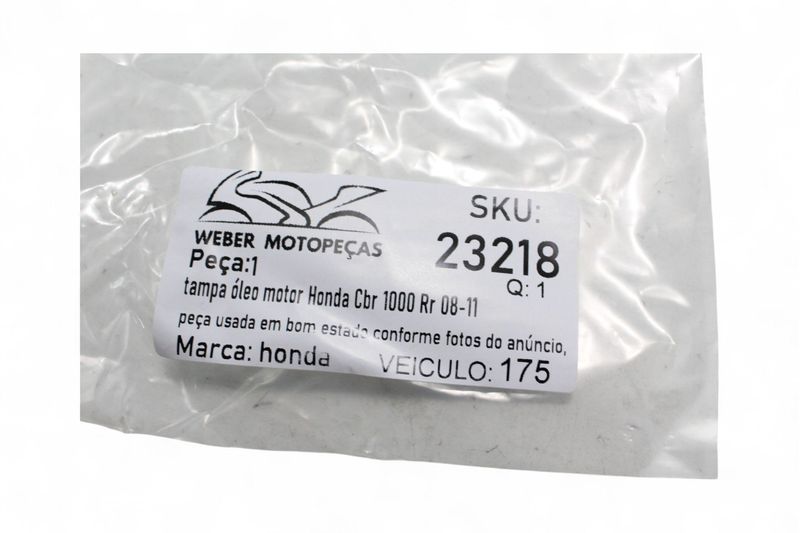 WEBER MOTOPEÇAS
SKU:
23218
Q: 1
Peça:1
tampa óleo motor Honda Cbr 1000 Rr 08-11
peça usada em bom estado conforme fotos do anúncio,
Marca: honda
VEICULO: 175